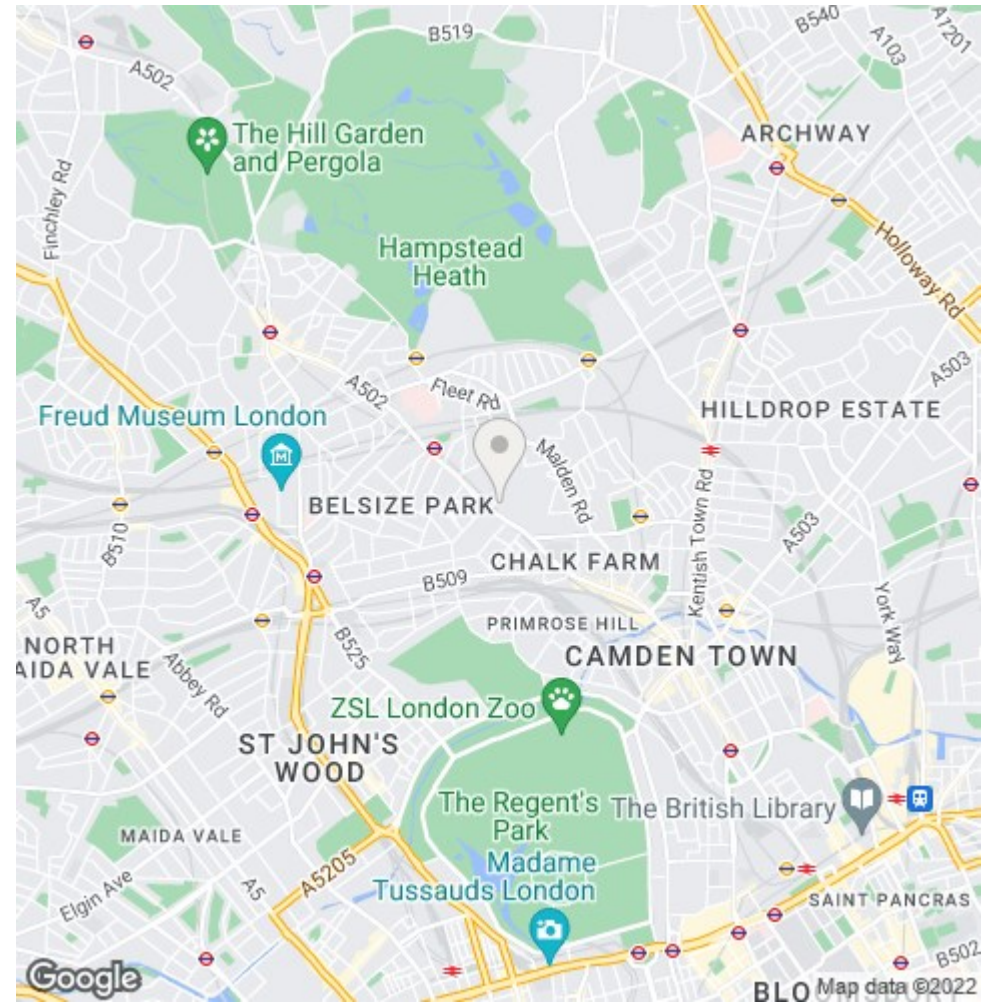 B519
B540
A103
A1201
A502
The Hill Garden
and Pergola
ARCHWAY
Finchley Rd
Hampstead
Heath
Holloway Rd
A502
Fleet Rd
A503
Freud Museum London
HILLDROP ESTATE
Malden Rd
BELSIZE PARK
Kentish Town Rd
B510
A503
CHALK FARM
B509
A5
York Way
PRIMROSE HILL
NORTH
AIDA VALE
B525
CAMDEN TOWN
Abbey Rd
ZSL London Zoo
ST JOHN'S
WOOD
The Regent's
Park
The British Library
MAIDA VALE
Madame
Tussauds London
A5205
Elgin Ave
A5
SAINT PANCRAS
B502
Google
BLO
Map data ©2022